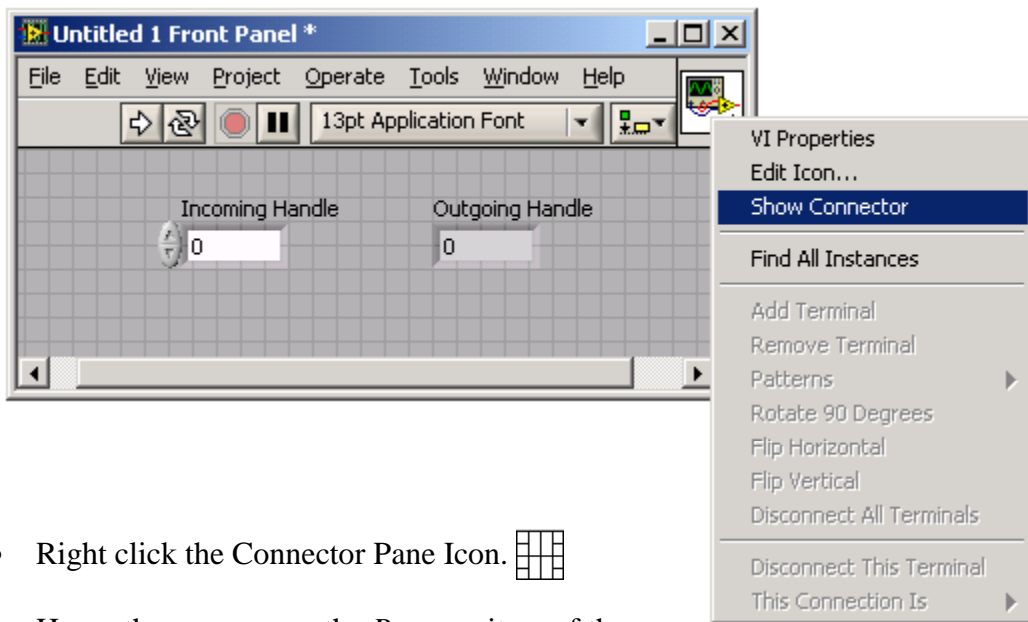 Untitled 1 Front Panel *
File Edit View Project Operate Tools Window Help
13pt Application Font
Incoming Handle Outgoing Handle
0 0
VI Properties
Edit Icon...
Show Connector
Find All Instances
Add Terminal
Remove Terminal
Patterns
Rotate 90 Degrees
Flip Horizontal
Flip Vertical
Disconnect All Terminals
Disconnect This Terminal
This Connection Is
• Right click the Connector Pane Icon.